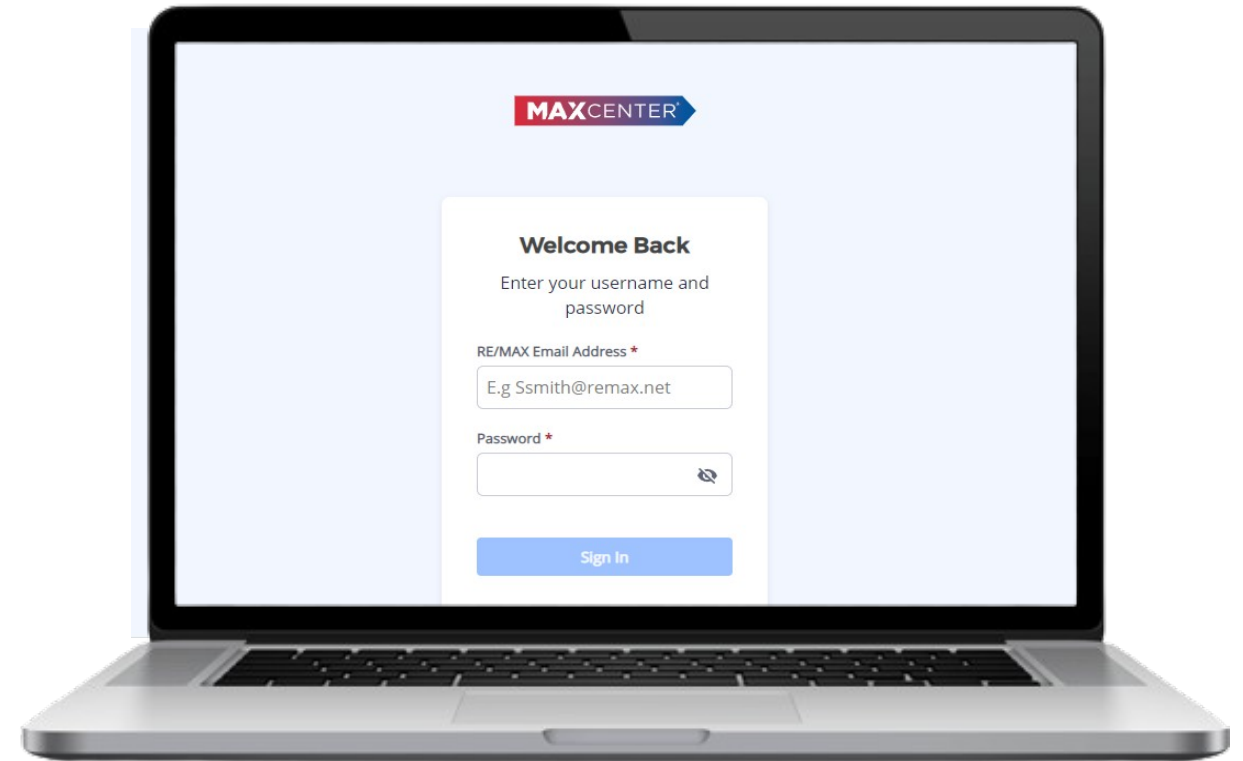 MAXCENTER®
Welcome Back
Enter your username and
password
RE/MAX Email Address *
E.g Ssmith@remax.net
Password *
Sign In